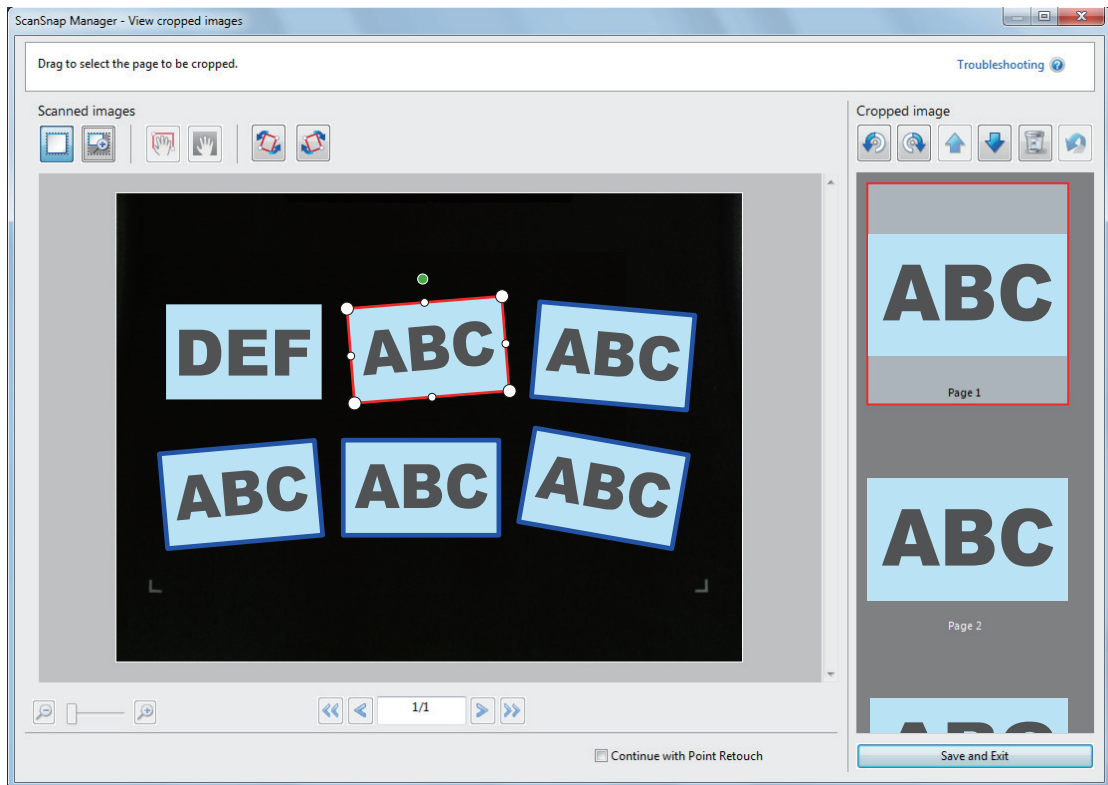 ScanSnap Manager - View cropped images
Drag to select the page to be cropped.
Troubleshooting ?
Scanned images
Cropped image
DEF ABC ABC
ABC ABC ABC
ABC
Page 1
ABC
Page 2
ABC
1/1
Continue with Point Retouch
Save and Exit